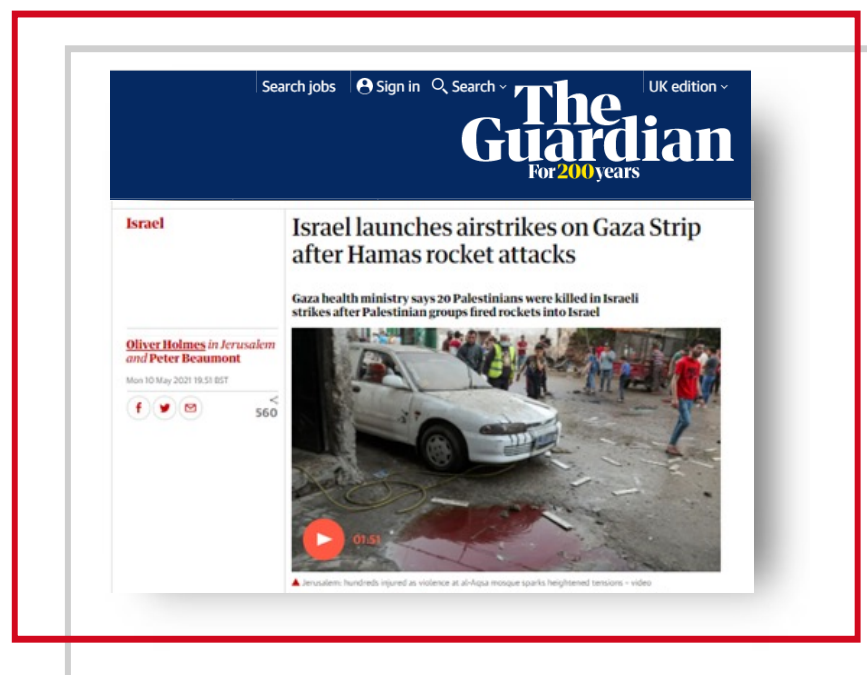 Search jobs
Sign in
Search
UK edition
The
Guardian
For 200 years
Israel
Israel launches airstrikes on Gaza Strip
after Hamas rocket attacks
Gaza health ministry says 20 Palestinians were killed in Israeli
strikes after Palestinian groups fired rockets into Israel
Oliver Holmes in Jerusalem
and Peter Beaumont
Mon 10 May 2021 19.51 BST
560
01:51
Jerusalem: hundreds injured as violence at al-Aqsa mosque sparks heightened tensions – video